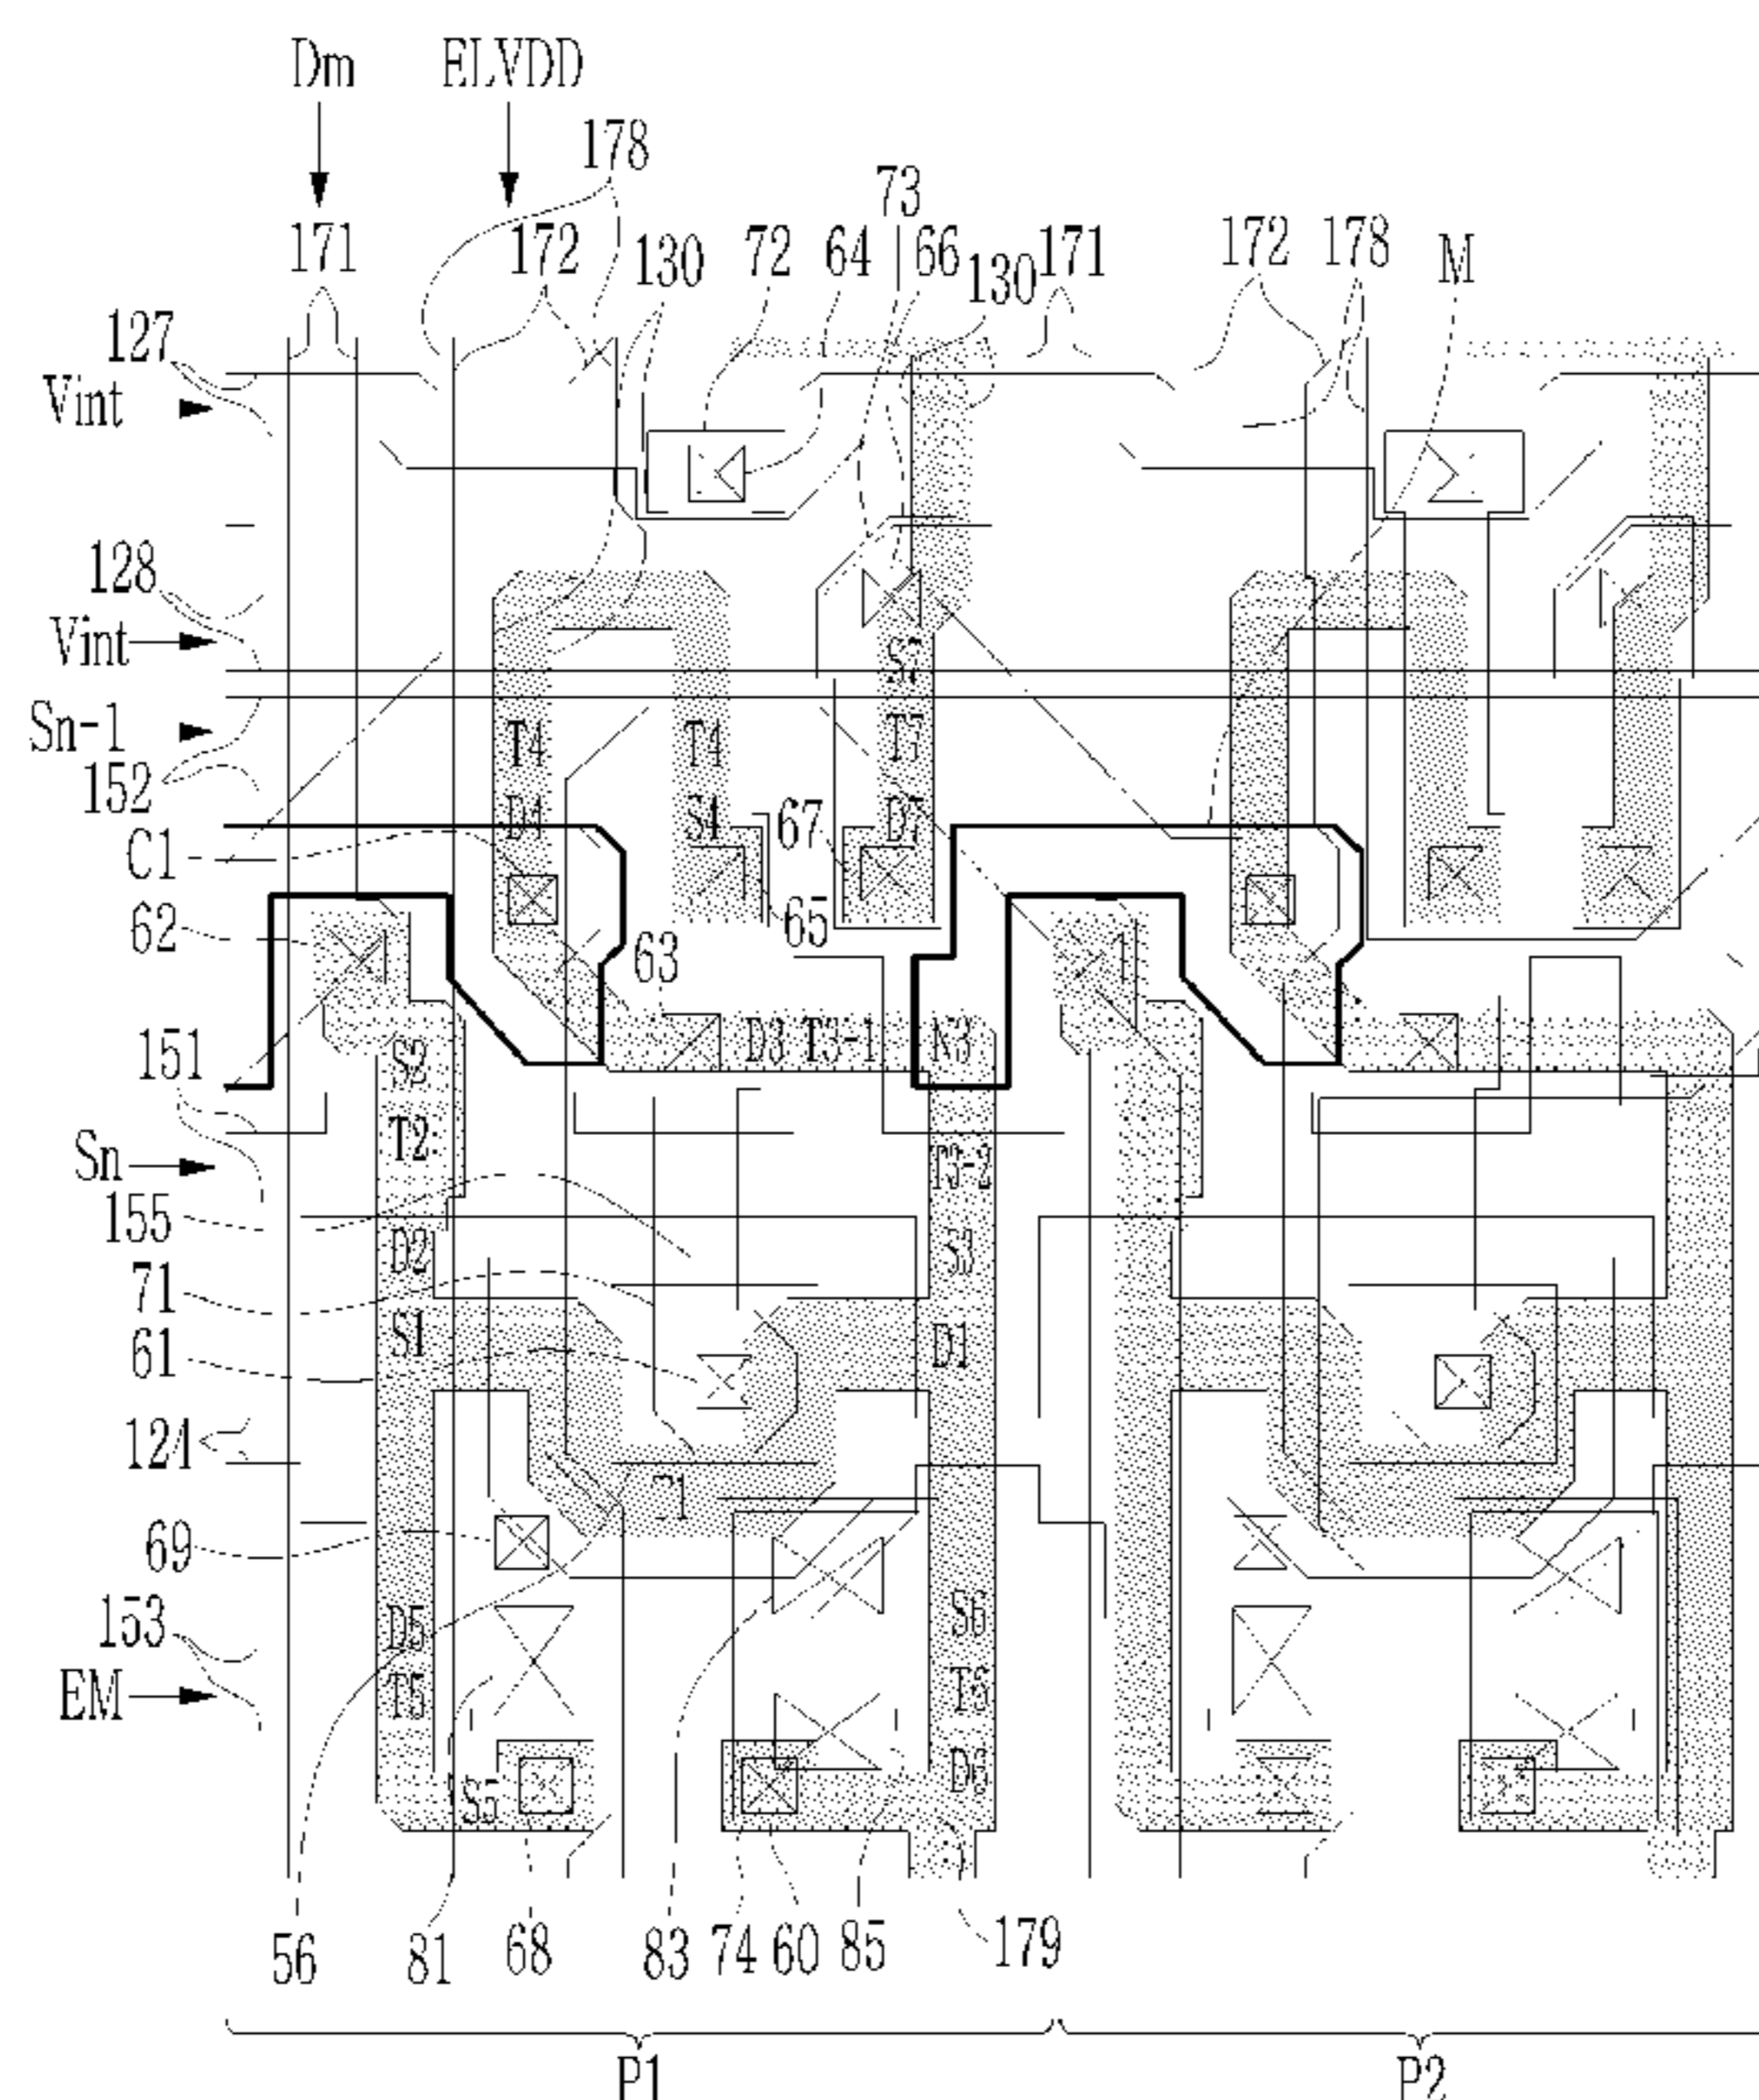 Dm ELVDD
178
73
171 172 130 72 64 66 130 171 172 178 M
127
Vint
128
Vint
S7
Sn-1
T4 T4 T7
152
D4 S4 67 D7
C1
62 65
63
151 S2 D3 T3-1 N3
T2
Sn T3-2
155
D2 S3
71
S1 D1
61
124
T1
69
153 D5 S6
EM T5 T6
D6
S5
56 81 68 83 74 60 85 179
P1 P2